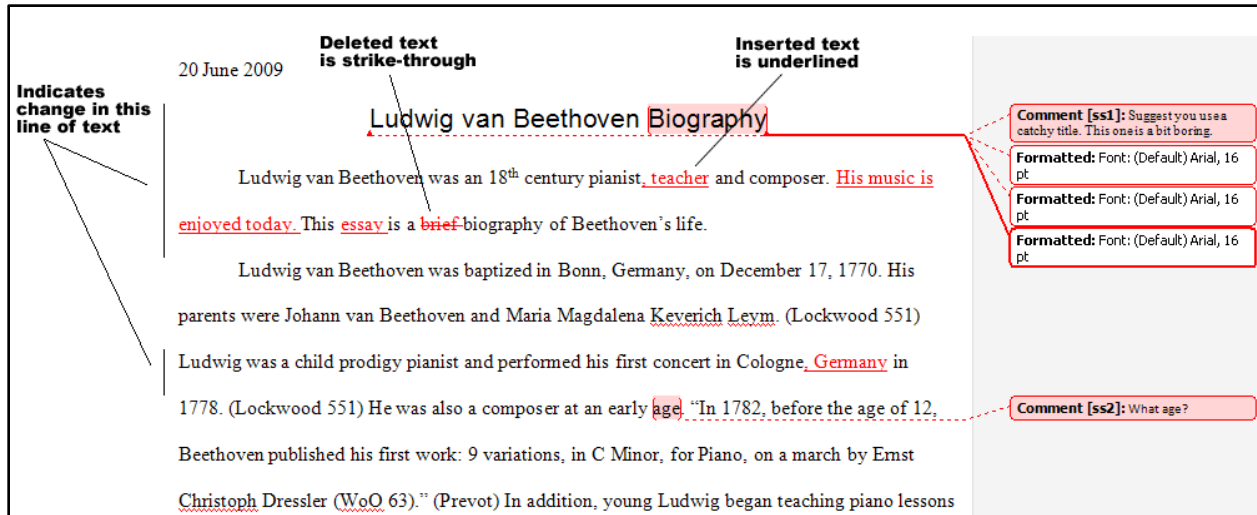 Deleted text
is strike-through
Inserted text
is underlined
20 June 2009
Indicates
change in this
line of text
Ludwig van Beethoven Biography
Comment [ss1]: Suggest you use a
catchy title. This one is a bit boring.
Formatted: Font: (Default) Arial, 16
pt
Formatted: Font: (Default) Arial, 16
pt
Formatted: Font: (Default) Arial, 16
pt
Ludwig van Beethoven was an 18th century pianist, teacher and composer. His music is
enjoyed today. This essay is a brief biography of Beethoven’s life.
Ludwig van Beethoven was baptized in Bonn, Germany, on December 17, 1770. His
parents were Johann van Beethoven and Maria Magdalena Keverich Leym. (Lockwood 551)
Ludwig was a child prodigy pianist and performed his first concert in Cologne, Germany in
1778. (Lockwood 551) He was also a composer at an early age. “In 1782, before the age of 12,
Comment [ss2]: What age?
Beethoven published his first work: 9 variations, in C Minor, for Piano, on a march by Ernst
Christoph Dressler (WoO 63).” (Prevot) In addition, young Ludwig began teaching piano lessons